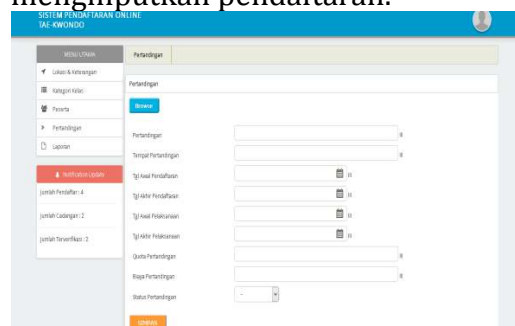 menginputkan pendaftaran.
SISTEM PENDAFTARAN ONLINE
TAE-KWONDO
MENU UTAMA
Lokasi & Keterangan
Kategori Kelas
Peserta
Pertandingan
Laporan
Notification Update
Jumlah Pendaftar : 4
Jumlah Cadangan : 2
Jumlah Terverifikasi : 2
Pertandingan
Pertandingan
Browse
Pertandingan
Tempat Pertandingan
Tgl Awal Pendaftaran
Tgl Akhir Pendaftaran
Tgl Awal Pelaksanaan
Tgl Akhir Pelaksanaan
Quota Pertandingan
Biaya Pertandingan
Status Pertandingan
-